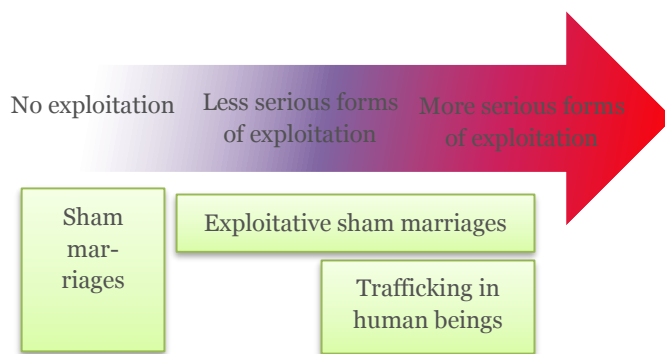 No exploitation
Less serious forms
of exploitation
More serious forms
of exploitation
Sham
mar-
riages
Exploitative sham marriages
Trafficking in
human beings